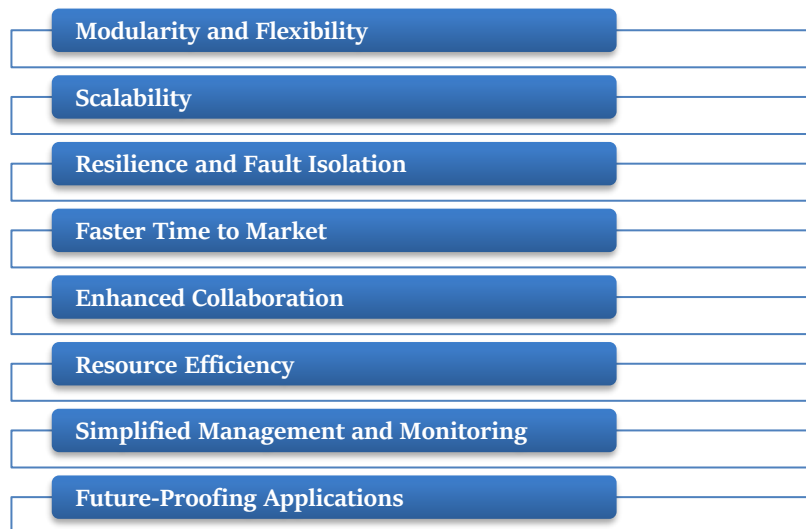 Modularity and Flexibility
Scalability
Resilience and Fault Isolation
Faster Time to Market
Enhanced Collaboration
Resource Efficiency
Simplified Management and Monitoring
Future-Proofing Applications